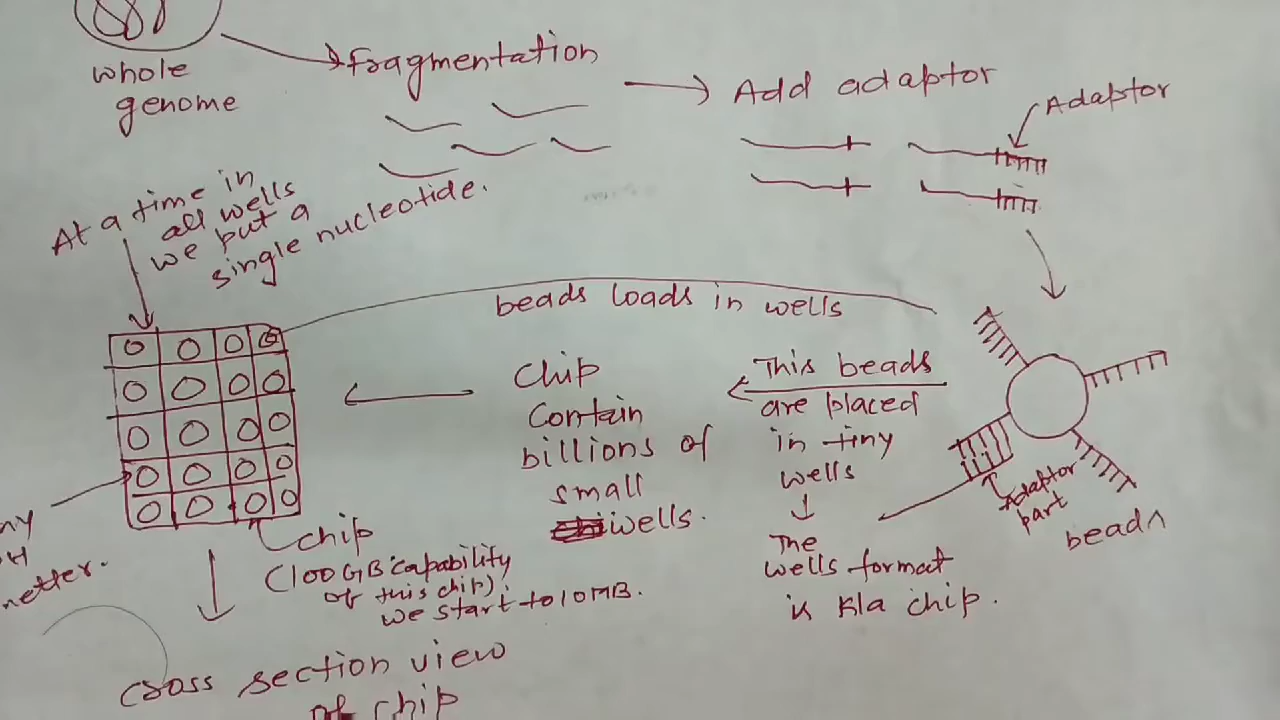 whole
genome
Fragmentation
Add adaptor
Adaptor
At a time in
all wells
we put a
single nucleotide.
beads loads in wells
Chip
Contain
billions of
small
wells.
This beads
are placed
in tiny
wells
The
wells format
is kla chip.
Adaptor
part
beads
chip
(100 GB capability
of this chip).
we start to 10 MB.
netter.
cross section view
of chip